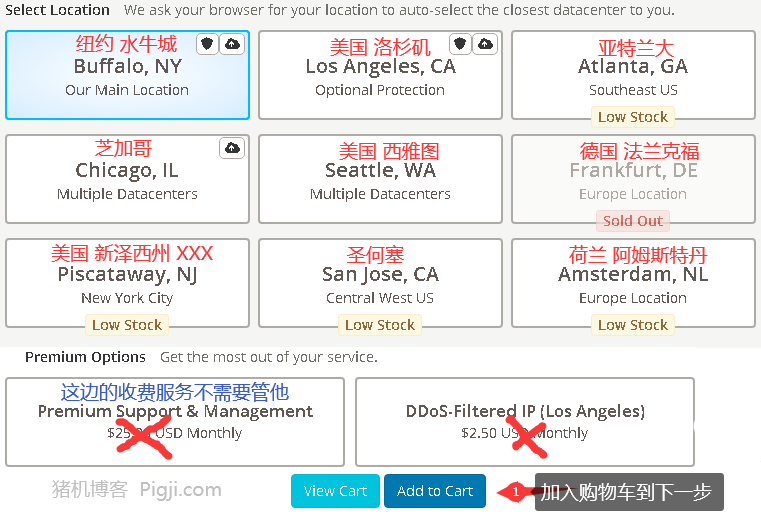 Select Location We ask your browser for your location to auto-select the closest datacenter to you.
纽约 水牛城
Buffalo, NY
Our Main Location
美国 洛杉矶
Los Angeles, CA
Optional Protection
亚特兰大
Atlanta, GA
Southeast US
Low Stock
芝加哥
Chicago, IL
Multiple Datacenters
美国 西雅图
Seattle, WA
Multiple Datacenters
德国 法兰克福
Frankfurt, DE
Europe Location
Sold Out
美国 新泽西州 XXX
Piscataway, NJ
New York City
Low Stock
圣何塞
San Jose, CA
Central West US
Low Stock
荷兰 阿姆斯特丹
Amsterdam, NL
Europe Location
Low Stock
Premium Options Get the most out of your service.
这边的收费服务不需要管他
Premium Support & Management
USD Monthly
DDoS-Filtered IP (Los Angeles)
$2.50 USD Monthly
猪机博客 Pigji.com
View Cart
Add to Cart
1
加入购物车到下一步